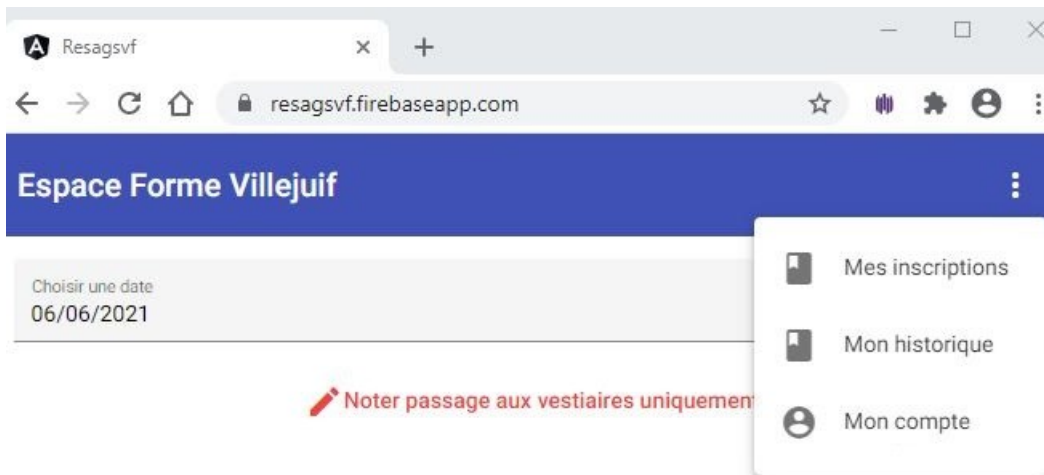 Resagsvf
resagsvf.firebaseapp.com
Espace Forme Villejuif
Choisir une date
06/06/2021
Noter passage aux vestiaires
Mes inscriptions
Mon historique
Mon compte